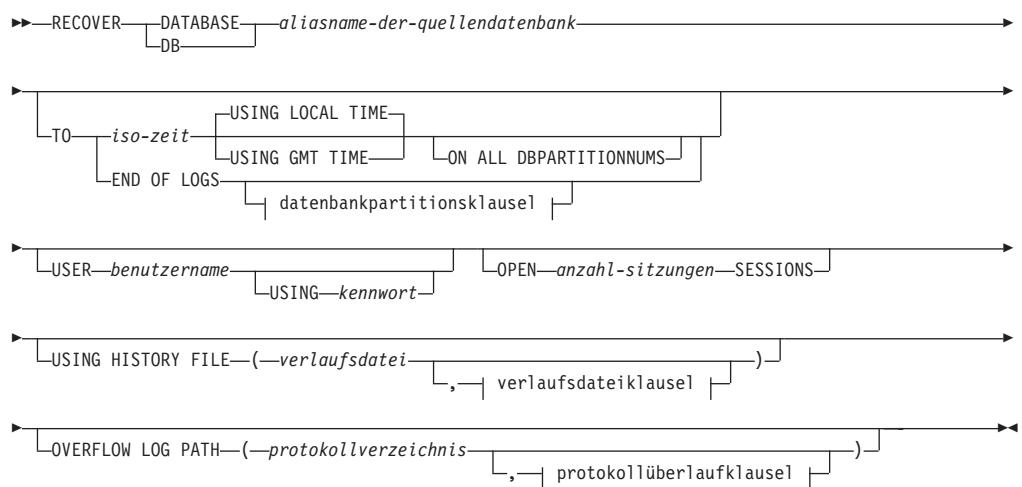 RECOVER DATABASE aliasname-der-quellendatenbank
DB
USING LOCAL TIME
TO iso-zeit
USING GMT TIME ON ALL DBPARTITIONNUMS
END OF LOGS
datenbankpartitionsklausel
USER benutzername OPEN anzahl-sitzungen SESSIONS
USING kennwort
USING HISTORY FILE ( verlaufsdatei )
, verlaufsdateiklausel
OVERFLOW LOG PATH ( protokollverzeichnis )
, protokollüberlaufklausel